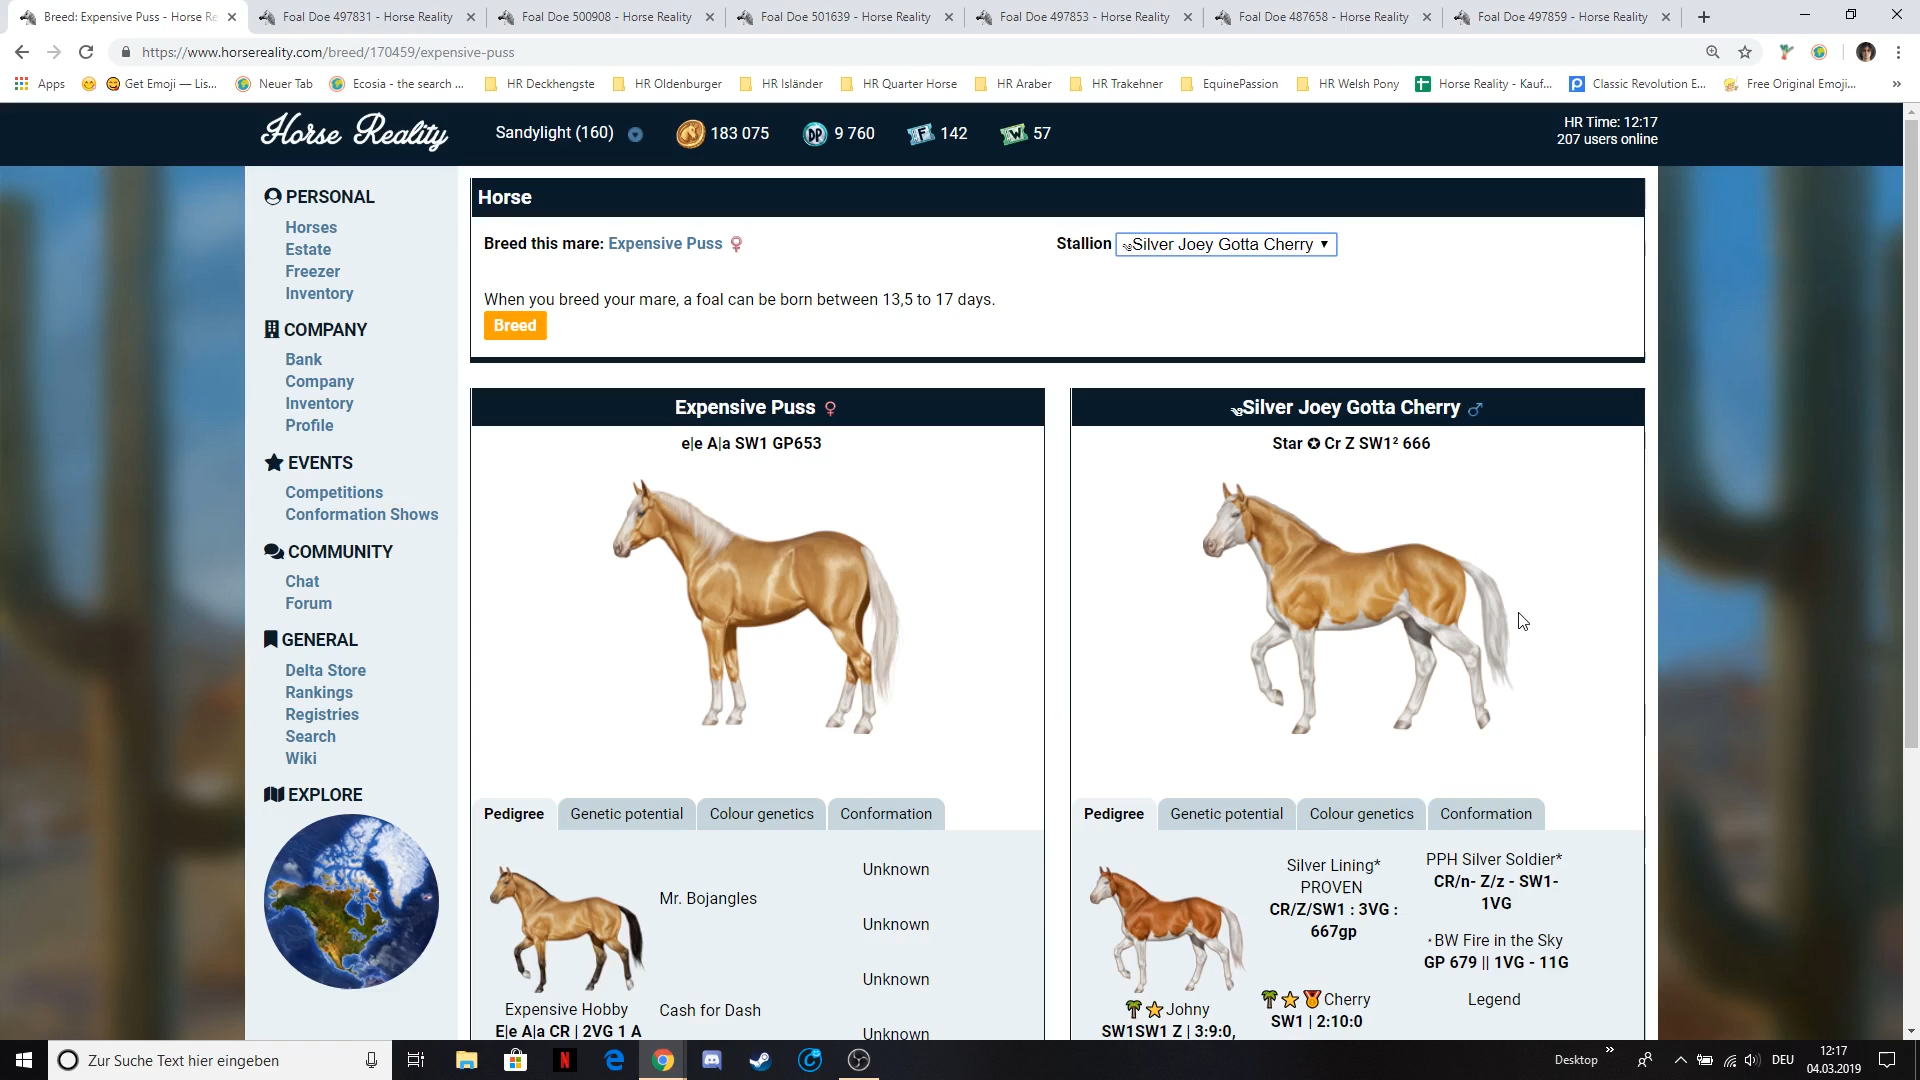 Breed: Expensive Puss - Horse Re
Foal Doe 497831 - Horse Reality
Foal Doe 500908 - Horse Reality
Foal Doe 501639 - Horse Reality
Foal Doe 497853 - Horse Reality
Foal Doe 487658 - Horse Reality
Foal Doe 497859 - Horse Reality
https://www.horsereality.com/breed/170459/expensive-puss
Apps
Get Emoji — Lis...
Neuer Tab
Ecosia - the search ...
HR Deckhengste
HR Oldenburger
HR Isländer
HR Quarter Horse
HR Araber
HR Trakehner
EquinePassion
HR Welsh Pony
Horse Reality - Kauf...
Classic Revolution E...
Free Original Emoji...
Horse Reality
Sandylight (160)
183 075
DP 9 760
142
57
HR Time: 12:17
207 users online
PERSONAL
Horses
Estate
Freezer
Inventory
COMPANY
Bank
Company
Inventory
Profile
EVENTS
Competitions
Conformation Shows
COMMUNITY
Chat
Forum
GENERAL
Delta Store
Rankings
Registries
Search
Wiki
EXPLORE
Horse
Breed this mare: Expensive Puss ♀
Stallion Silver Joey Gotta Cherry ▼
When you breed your mare, a foal can be born between 13,5 to 17 days.
Breed
Expensive Puss ♀
e|e A|a SW1 GP653
Pedigree
Genetic potential
Colour genetics
Conformation
Expensive Hobby
E|e A|a CR | 2VG 1 A
Mr. Bojangles
Cash for Dash
Unknown
Unknown
Unknown
Unknown
Silver Joey Gotta Cherry ♂
Star ✪ Cr Z SW1² 666
Pedigree
Genetic potential
Colour genetics
Conformation
🌴⭐Johny
SW1SW1 Z | 3:9:0,
Silver Lining*
PROVEN
CR/Z/SW1 : 3VG :
667gp
🌴⭐🏅Cherry
SW1 | 2:10:0
PPH Silver Soldier*
CR/n- Z/z - SW1-
1VG
·BW Fire in the Sky
GP 679 || 1VG - 11G
Legend
Zur Suche Text hier eingeben
Desktop
DEU
12:17
04.03.2019